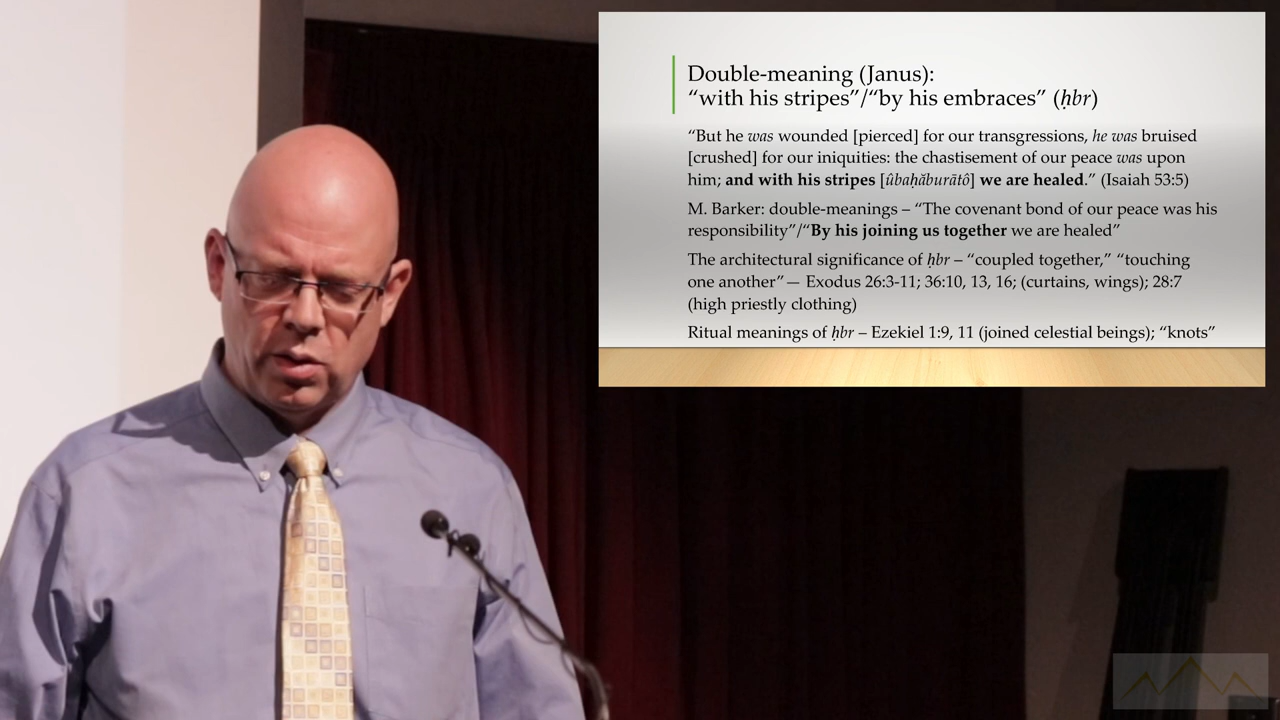 Double-meaning (Janus):
“with his stripes”/“by his embraces” (ḥbr)
“But he was wounded [pierced] for our transgressions, he was bruised
[crushed] for our iniquities: the chastisement of our peace was upon
him; and with his stripes [ûbaḥăburātô] we are healed.” (Isaiah 53:5)
M. Barker: double-meanings – “The covenant bond of our peace was his
responsibility”/“By his joining us together we are healed”
The architectural significance of ḥbr – “coupled together,” “touching
one another”— Exodus 26:3-11; 36:10, 13, 16; (curtains, wings); 28:7
(high priestly clothing)
Ritual meanings of ḥbr – Ezekiel 1:9, 11 (joined celestial beings); “knots”